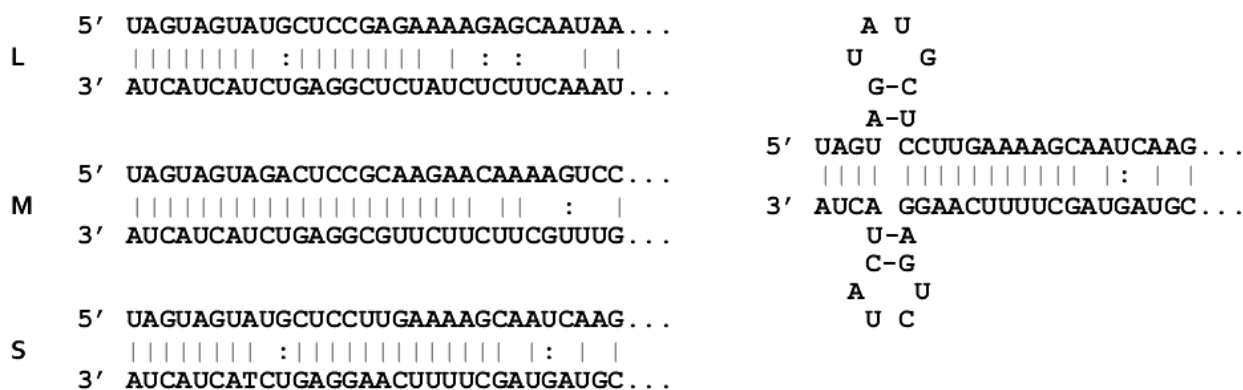 L
5′ UAGUAGUAUGCUCCGAGAAAAGAGCAAUAA...
|||||||| :|||||||| | : : | |
3′ AUCAUCAUCUGAGGCUCUAUCUCUUCAAAU...
M
5′ UAGUAGUAGACUCCGCAAGAACAAAAGUCC...
||||||||||||||||||||| || : |
3′ AUCAUCAUCUGAGGCGUUCUUCUUCGUUUG...
S
5′ UAGUAGUAUGCUCCUUGAAAAGCAAUCAAG...
|||||||| :|||||||||||||| |: | |
3′ AUCAUCATCUGAGGAACUUUUCGAUGAUGC...
A U
U G
G-C
A-U
5′ UAGU CCUUGAAAAGCAAUCAAG...
|||| ||||||||||| |: | |
3′ AUCA GGAACUUUUCGAUGAUGC...
U-A
C-G
A U
U C